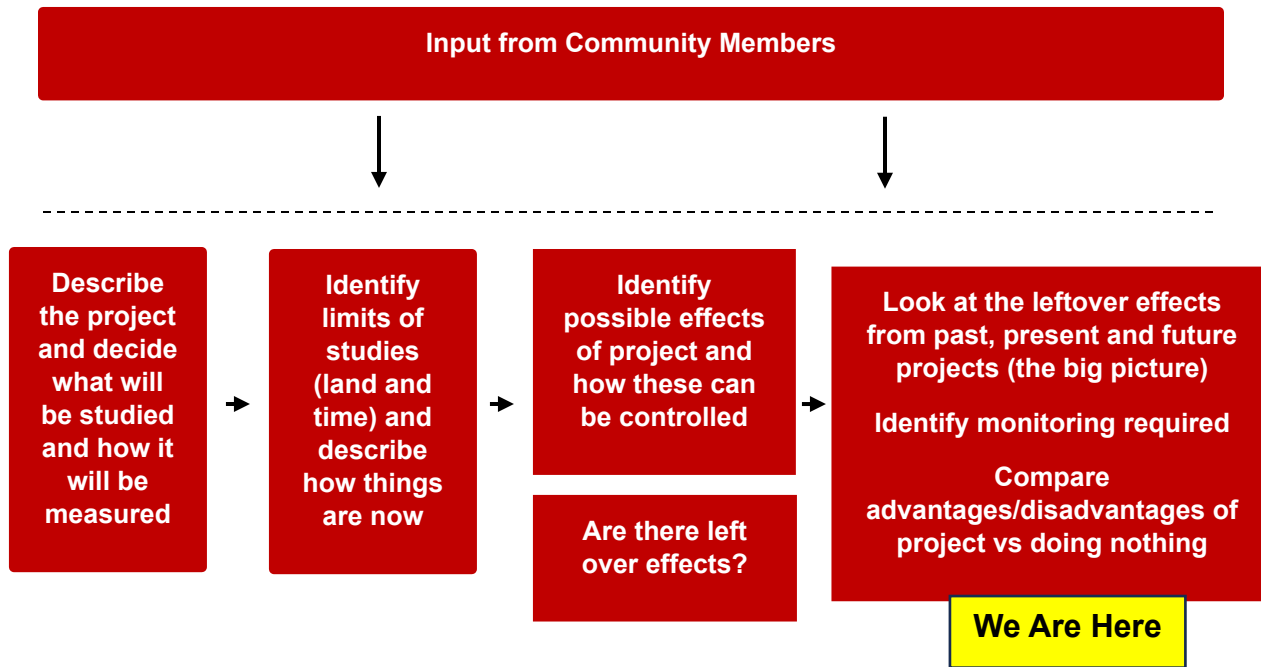 Input from Community Members
Describe
the project
and decide
what will
be studied
and how it
will be
measured
Identify
limits of
studies
(land and
time) and
describe
how things
are now
Identify
possible effects
of project and
how these can
be controlled
Are there left
over effects?
Look at the leftover effects
from past, present and future
projects (the big picture)
Identify monitoring required
Compare
advantages/disadvantages of
project vs doing nothing
We Are Here